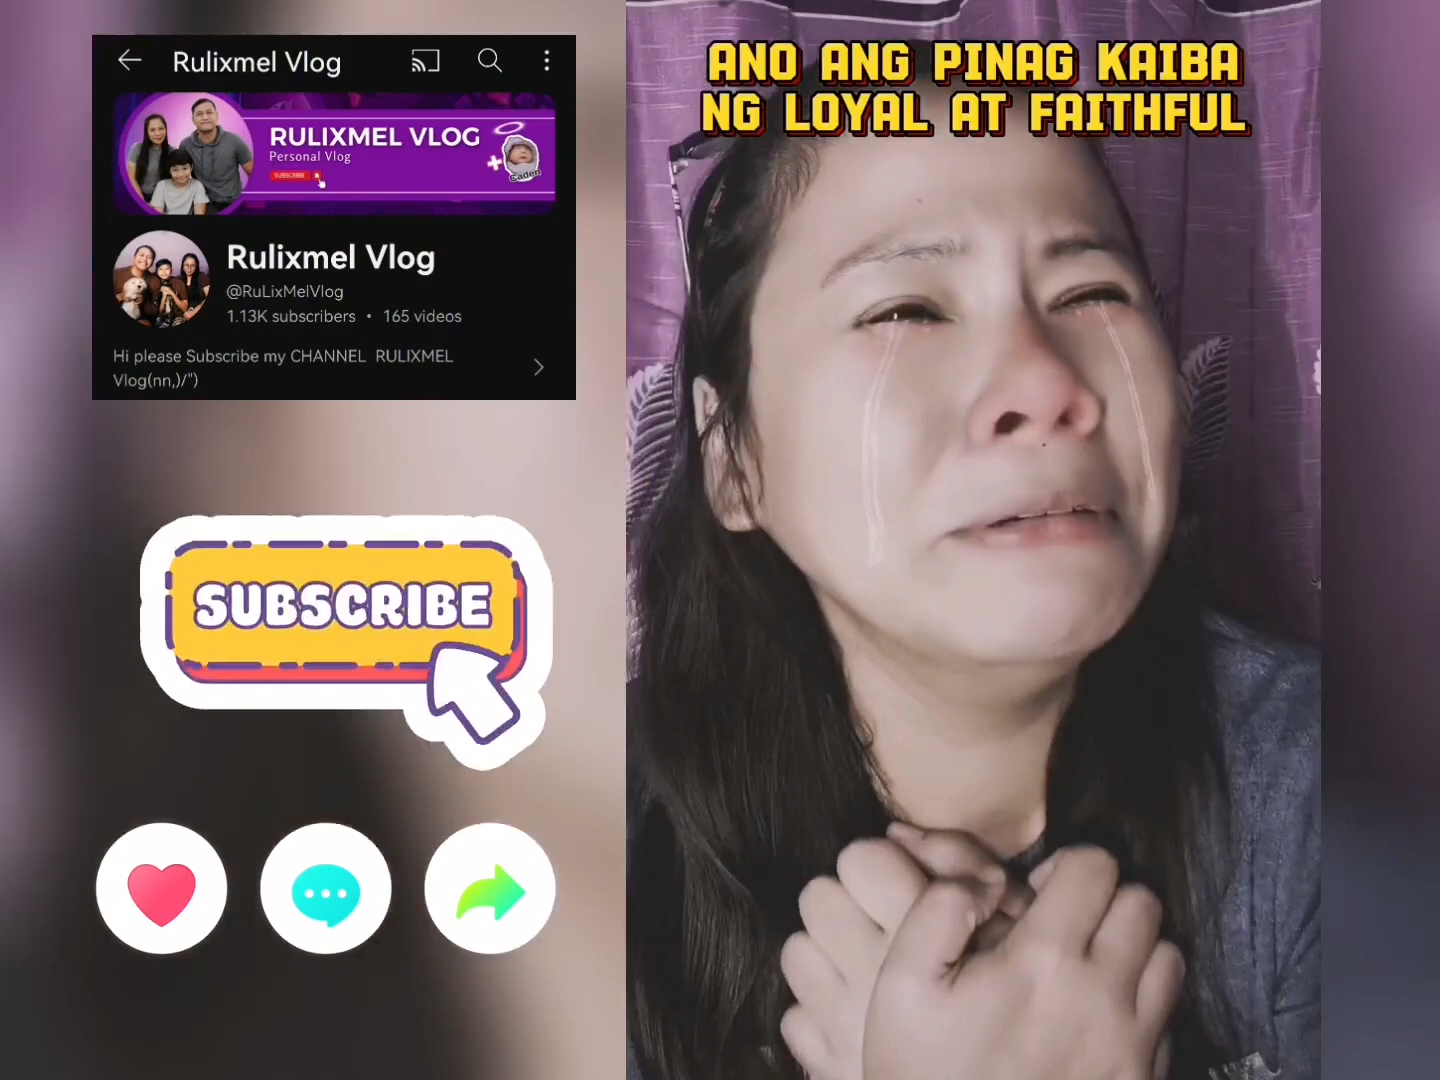 Rulixmel Vlog
RULIXMEL VLOG
Personal Vlog
SUBSCRIBE
Caden
Rulixmel Vlog
@RuLixMelVlog
1.13K subscribers • 165 videos
Hi please Subscribe my CHANNEL RULIXMEL
Vlog(nn,)/")
SUBSCRIBE
ANO ANG PINAG KAIBA
NG LOYAL AT FAITHFUL